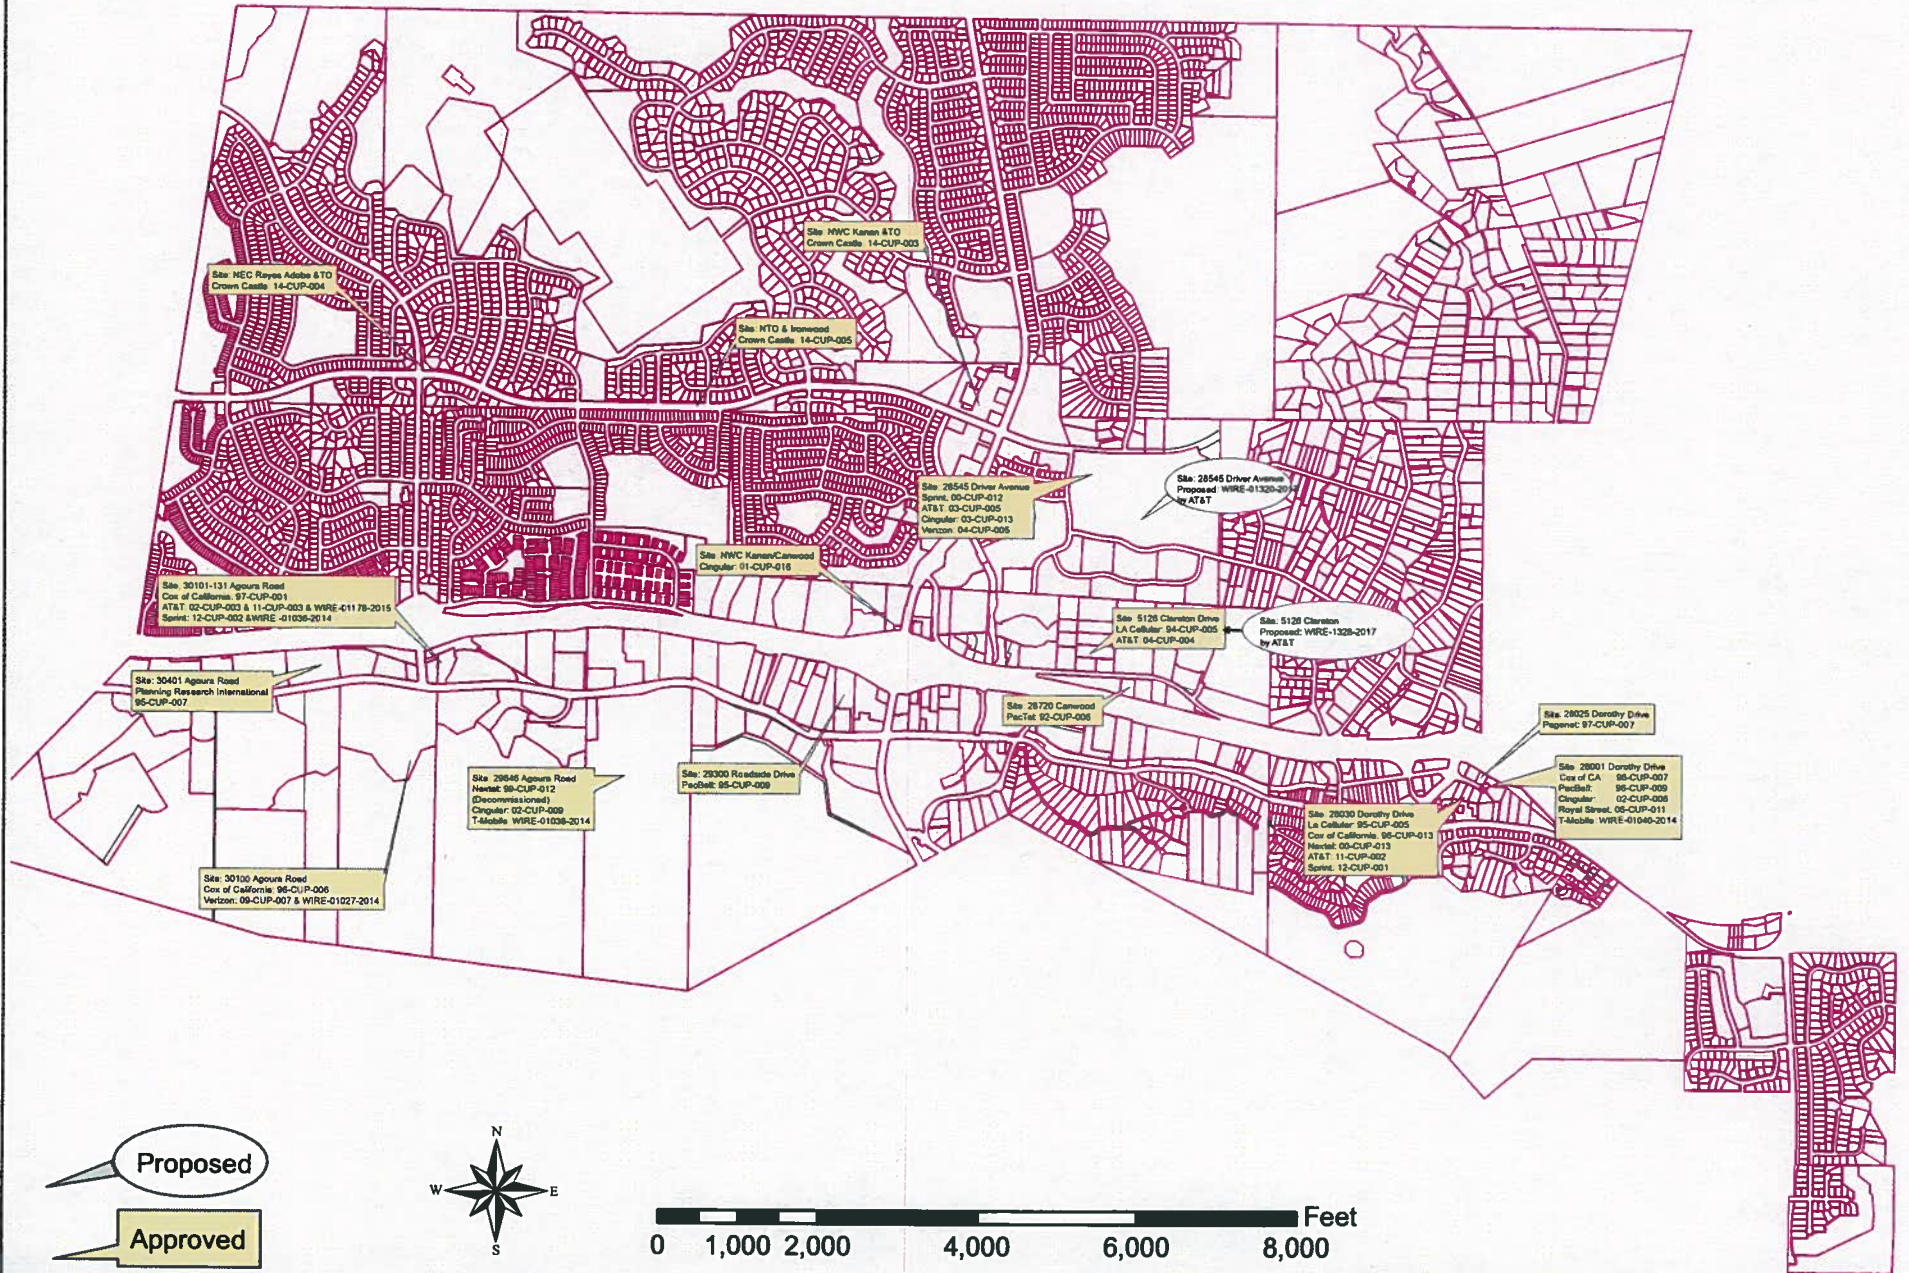 Site: NWC Kanan &TO
Crown Castle 14-CUP-003
Site: NEC Reyes Adobe &TO
Crown Castle 14-CUP-004
Site: NTO & Ironwood
Crown Castle 14-CUP-005
Site: 28545 Driver Avenue
Sprint: 00-CUP-012
AT&T: 03-CUP-005
Cingular: 03-CUP-013
Verizon: 04-CUP-005
Site: 28545 Driver Avenue
Proposed: WIRE-01320-201
by AT&T
Site: NWC Kanan/Canwood
Cingular: 01-CUP-016
Site: 30101-131 Agoura Road
Cox of California: 97-CUP-001
AT&T: 02-CUP-003 & 11-CUP-003 & WIRE-01178-2015
Sprint: 12-CUP-002 &WIRE -01036-2014
Site: 5126 Clareton Drive
LA Cellular: 94-CUP-005
AT&T: 04-CUP-004
Site: 5126 Clareton
Proposed: WIRE-1328-2017
by AT&T
Site: 30401 Agoura Road
Planning Research International
95-CUP-007
Site: 28720 Canwood
PacTel: 92-CUP-006
Site: 28025 Dorothy Drive
Pagenet: 97-CUP-007
Site: 29646 Agoura Road
Nextel: 99-CUP-012
(Decommissioned)
Cingular: 02-CUP-009
T-Mobile: WIRE-01038-2014
Site: 29300 Roadside Drive
PacBell: 95-CUP-009
Site: 28001 Dorothy Drive
Cox of CA 96-CUP-007
PacBell: 96-CUP-009
Cingular: 02-CUP-006
Royal Street: 06-CUP-011
T-Mobile: WIRE-01040-2014
Site: 28030 Dorothy Drive
La Cellular: 95-CUP-005
Cox of California: 96-CUP-013
Nextel: 00-CUP-013
AT&T: 11-CUP-002
Sprint: 12-CUP-001
Site: 30100 Agoura Road
Cox of California: 96-CUP-006
Verizon: 09-CUP-007 & WIRE-01027-2014
Proposed
Approved
N
W
E
S
Feet
0 1,000 2,000 4,000 6,000 8,000